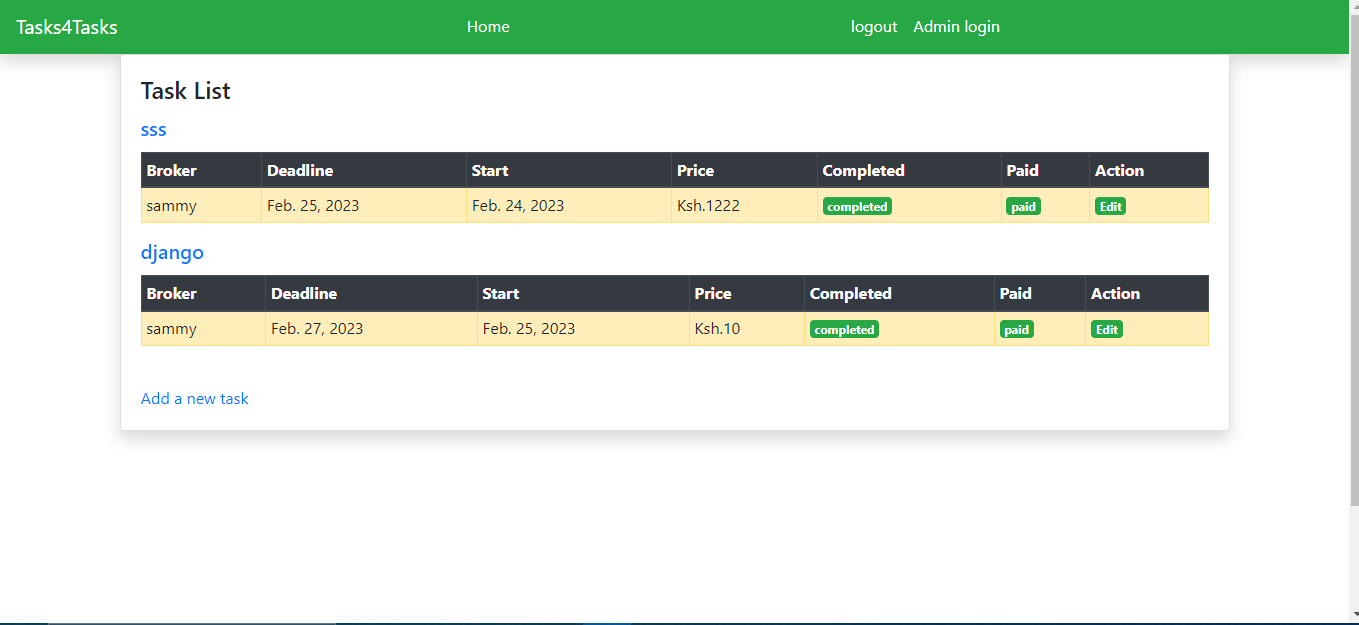 Tasks4Tasks Home logout Admin login
Task List
sss
Broker Deadline Start Price Completed Paid Action
sammy Feb. 25, 2023 Feb. 24, 2023 Ksh.1222 completed paid Edit
django
Broker Deadline Start Price Completed Paid Action
sammy Feb. 27, 2023 Feb. 25, 2023 Ksh.10 completed paid Edit
Add a new task